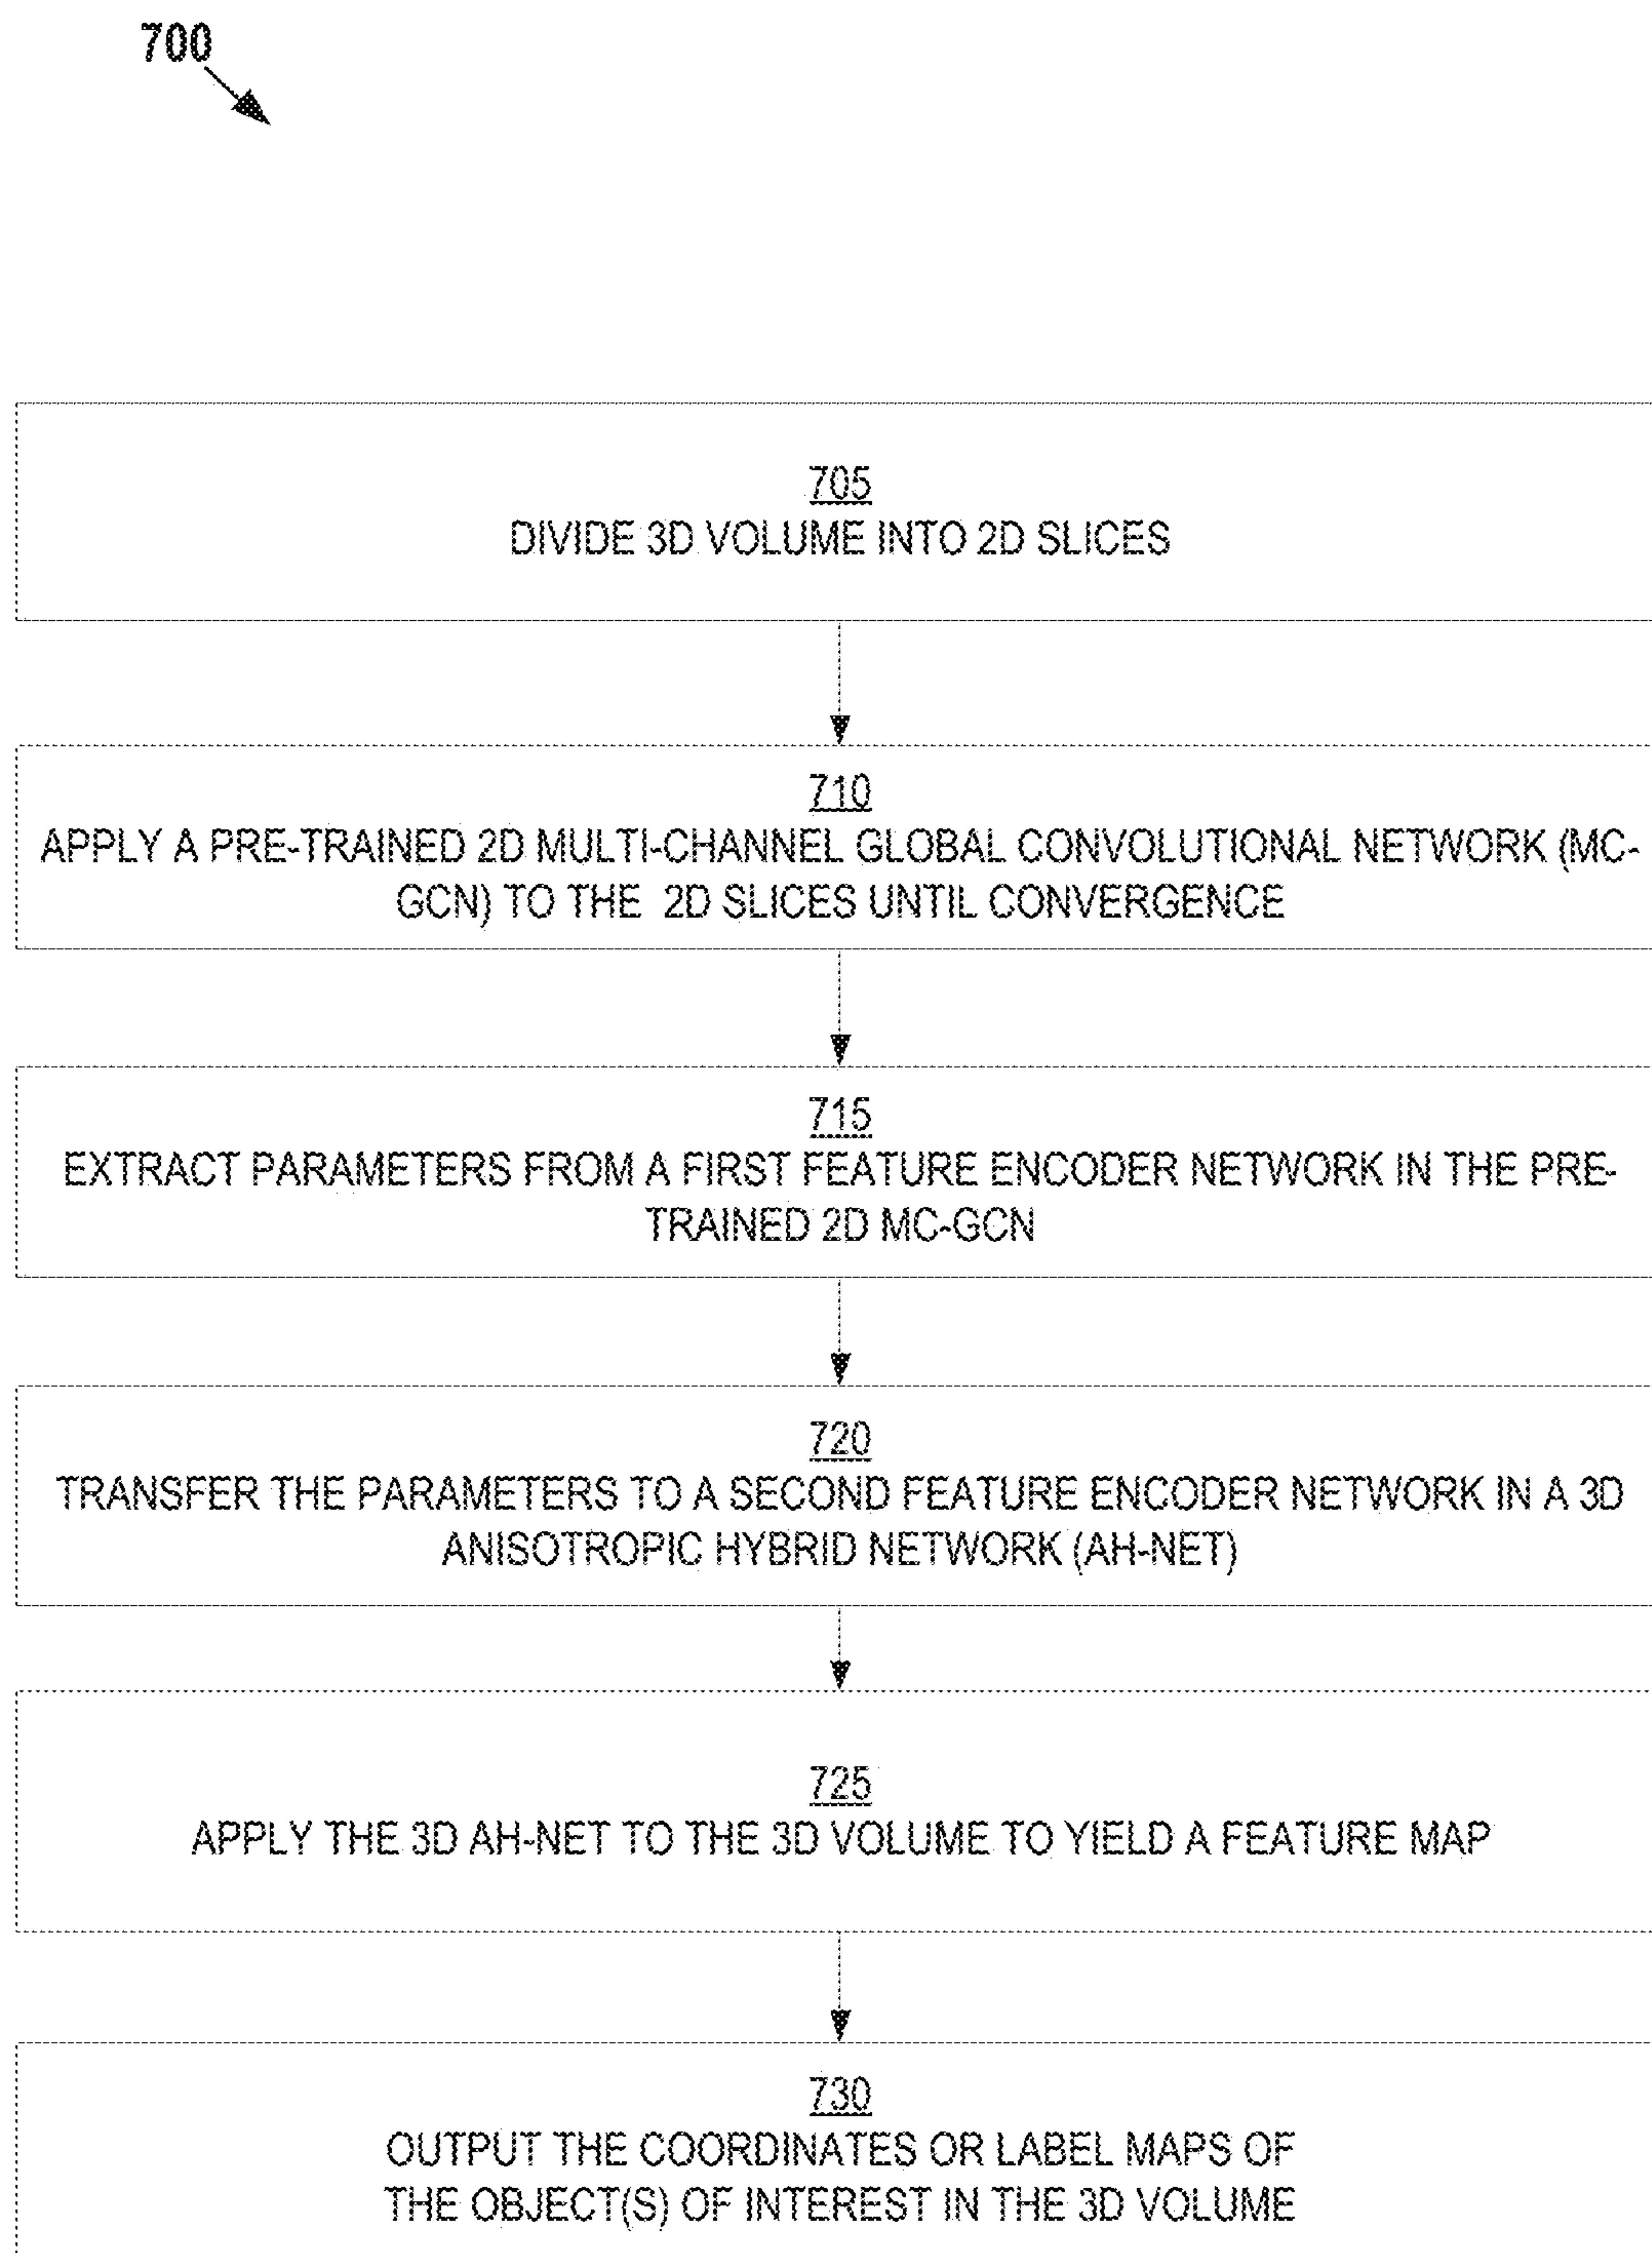 700
705
DIVIDE 3D VOLUME INTO 2D SLICES
710
APPLY A PRE-TRAINED 2D MULTI-CHANNEL GLOBAL CONVOLUTIONAL NETWORK (MC-
GCN) TO THE 2D SLICES UNTIL CONVERGENCE
715
EXTRACT PARAMETERS FROM A FIRST FEATURE ENCODER NETWORK IN THE PRE-
TRAINED 2D MC-GCN
720
TRANSFER THE PARAMETERS TO A SECOND FEATURE ENCODER NETWORK IN A 3D
ANISOTROPIC HYBRID NETWORK (AH-NET)
725
APPLY THE 3D AH-NET TO THE 3D VOLUME TO YIELD A FEATURE MAP
730
OUTPUT THE COORDINATES OR LABEL MAPS OF
THE OBJECT(S) OF INTEREST IN THE 3D VOLUME